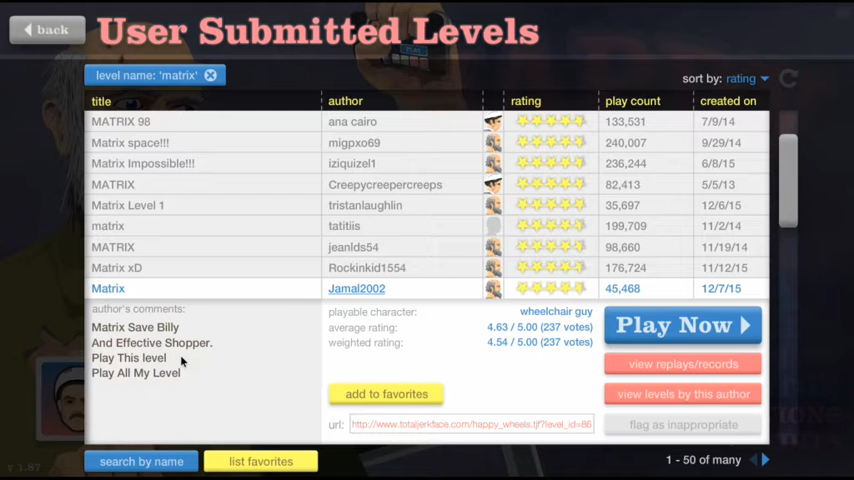 back
User Submitted Levels
level name: 'matrix'
sort by: rating
title author rating play count created on
MATRIX 98 ana cairo 133,531 7/9/14
Matrix space!!! migpxo69 240,007 9/29/14
Matrix Impossible!!! iziquizel1 236,244 6/8/15
MATRIX Creepycreepercreeps 82,413 5/5/13
Matrix Level 1 tristanlaughlin 35,697 12/6/15
matrix tatitiis 199,709 11/2/14
MATRIX jeanlds54 98,660 11/19/14
Matrix xD Rockinkid1554 176,724 11/12/15
Matrix Jamal2002 45,468 12/7/15
author's comments:
Matrix Save Billy
And Effective Shopper.
Play This level
Play All My Level
playable character: wheelchair guy
average rating: 4.63 / 5.00 (237 votes)
weighted rating: 4.54 / 5.00 (237 votes)
add to favorites
url: http://www.totaljerkface.com/happy_wheels.tjf?level_id=86
Play Now
view replays/records
view levels by this author
flag as inappropriate
search by name
list favorites
1 - 50 of many
v 1.87